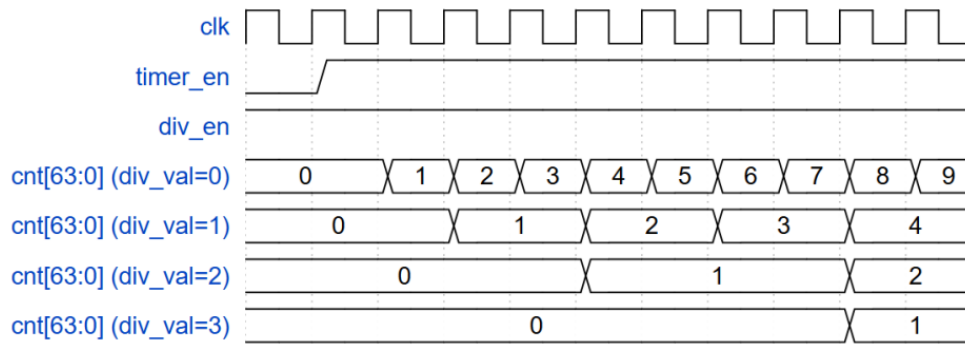 clk
timer_en
div_en
cnt[63:0] (div_val=0) 0 1 2 3 4 5 6 7 8 9
cnt[63:0] (div_val=1) 0 1 2 3 4
cnt[63:0] (div_val=2) 0 1 2
cnt[63:0] (div_val=3) 0 1